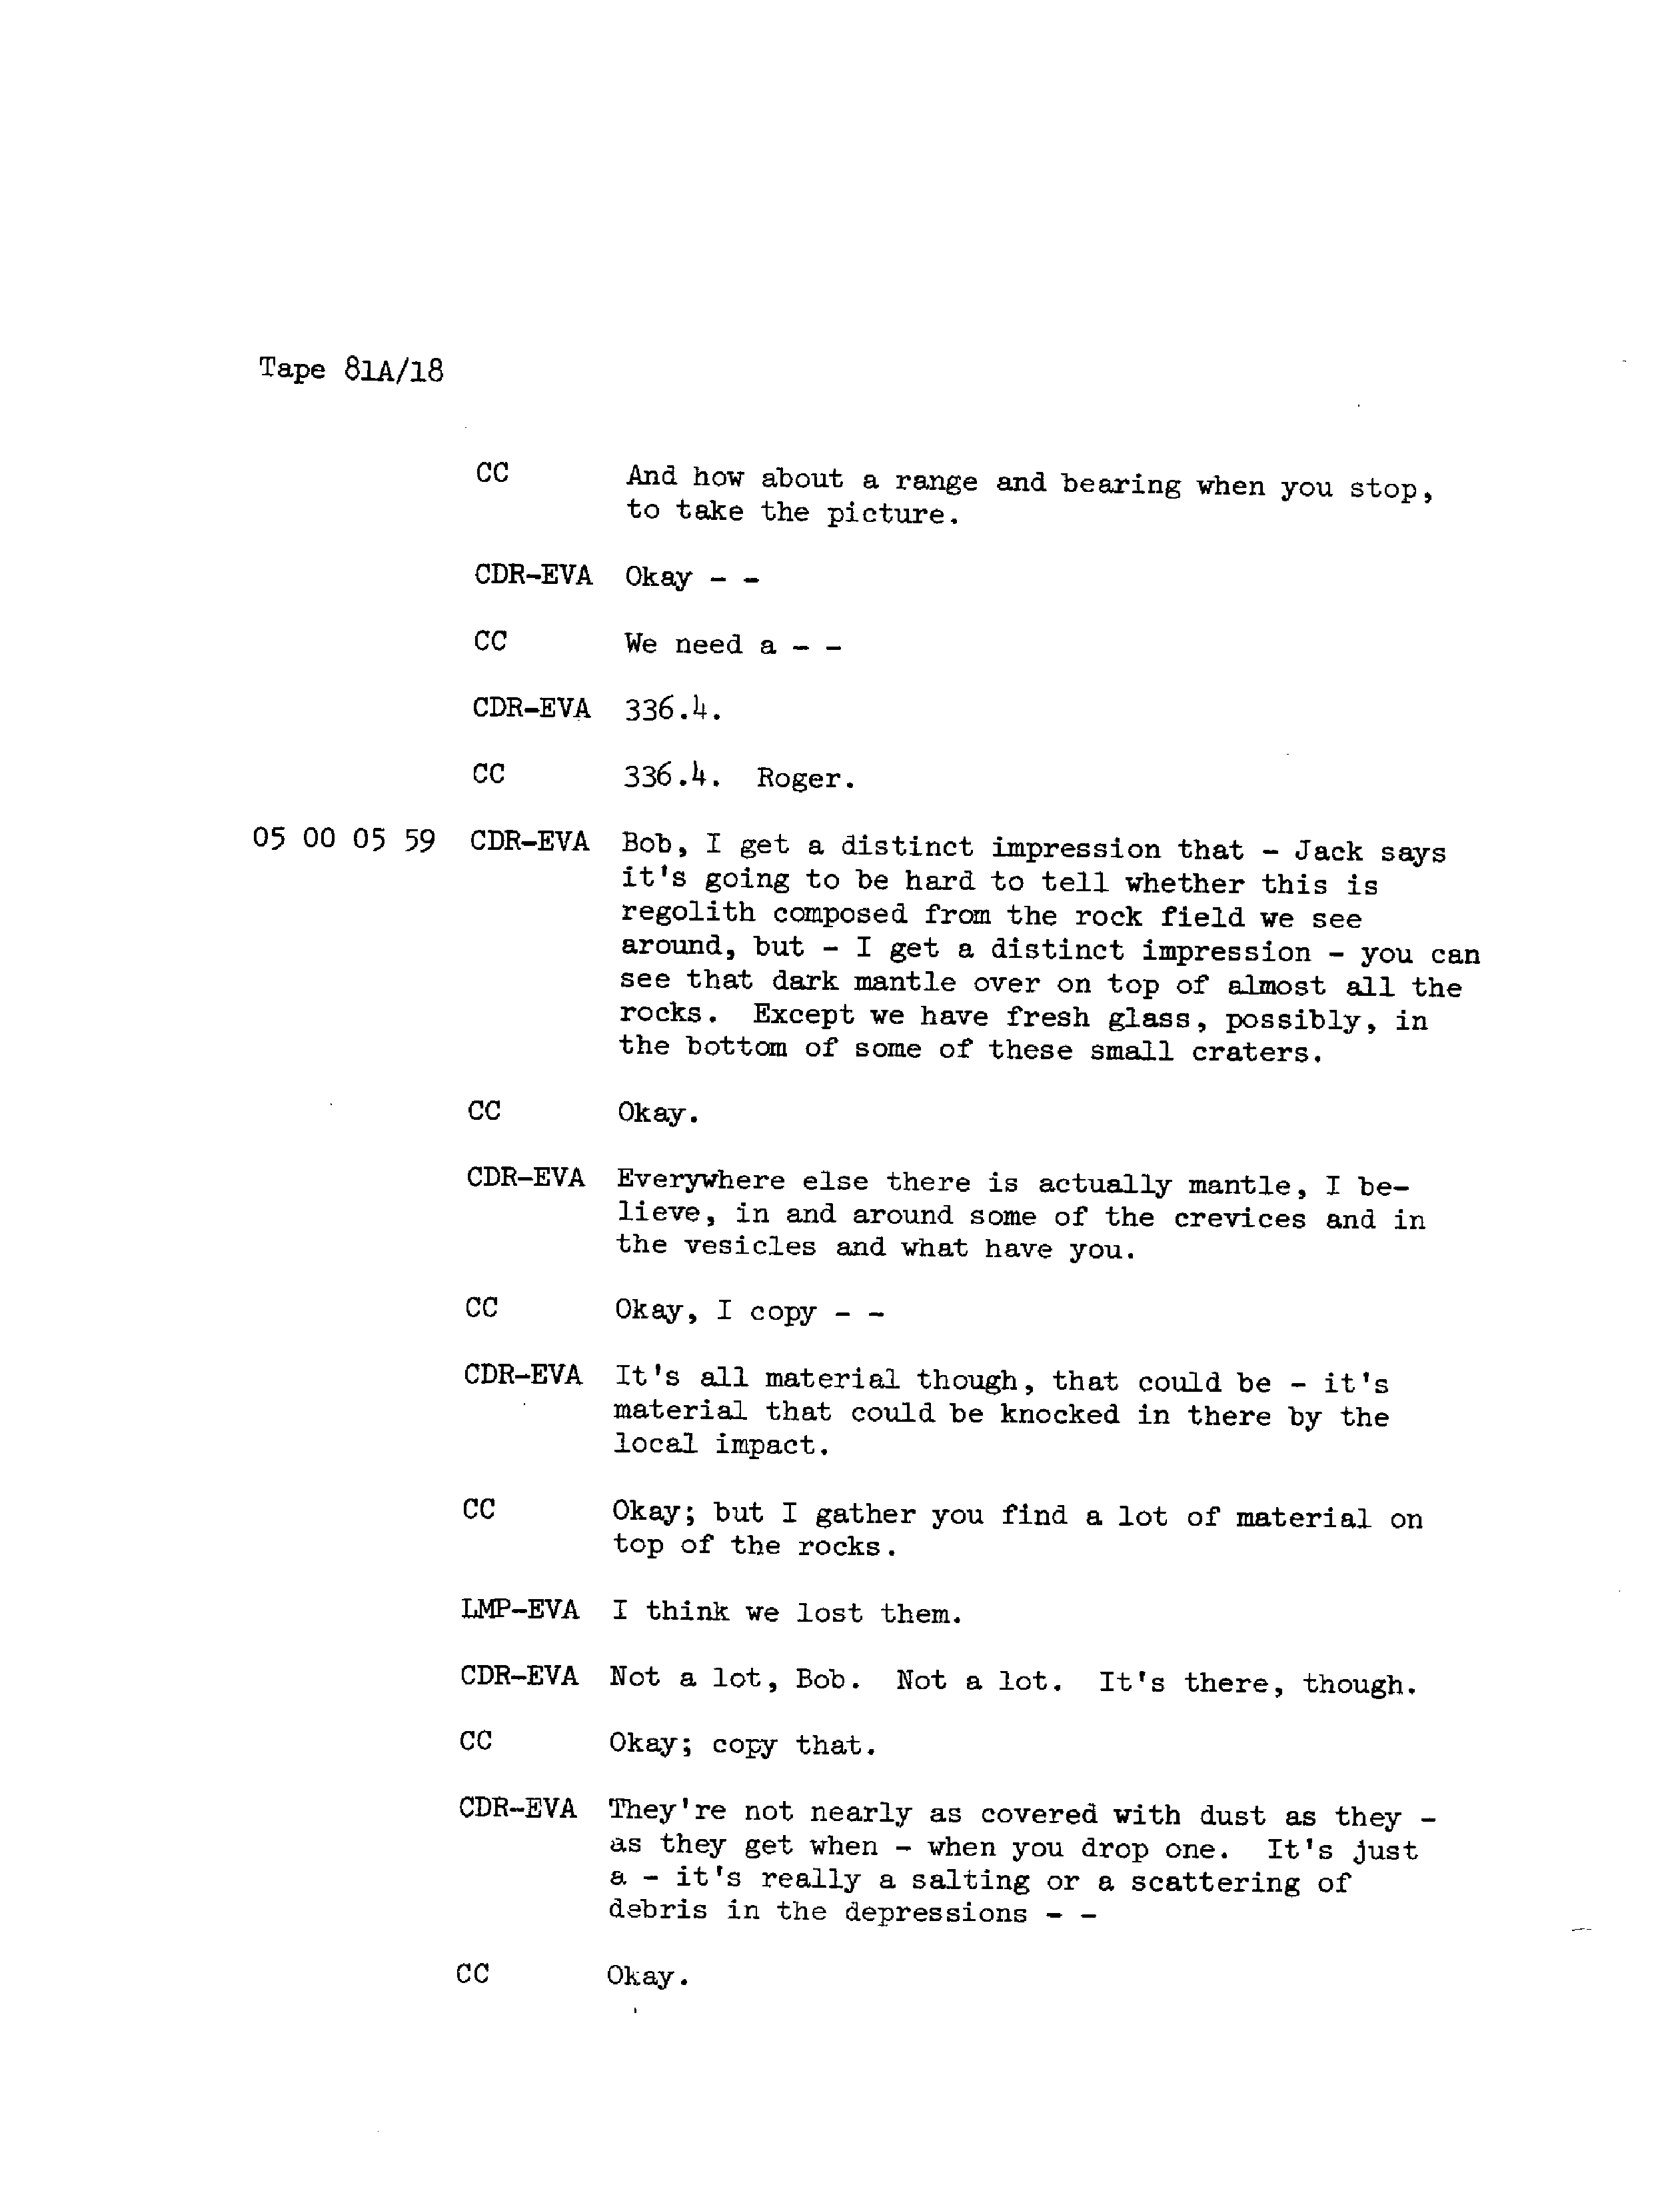 Tape 81A/18
CC And how about a range and bearing when you stop,
to take the picture.
CDR-EVA Okay - -
CC We need a - -
CDR-EVA 336.4.
CC 336.4. Roger.
05 00 05 59 CDR-EVA Bob, I get a distinct impression that - Jack says
it's going to be hard to tell whether this is
regolith composed from the rock field we see
around, but - I get a distinct impression - you can
see that dark mantle over on top of almost all the
rocks. Except we have fresh glass, possibly, in
the bottom of some of these small craters.
CC Okay.
CDR-EVA Everywhere else there is actually mantle, I be-
lieve, in and around some of the crevices and in
the vesicles and what have you.
CC Okay, I copy - -
CDR-EVA It's all material though, that could be - it's
material that could be knocked in there by the
local impact.
CC Okay; but I gather you find a lot of material on
top of the rocks.
LMP-EVA I think we lost them.
CDR-EVA Not a lot, Bob. Not a lot. It's there, though.
CC Okay; copy that.
CDR-EVA They're not nearly as covered with dust as they -
as they get when - when you drop one. It's just
a - it's really a salting or a scattering of
debris in the depressions - -
CC Okay.